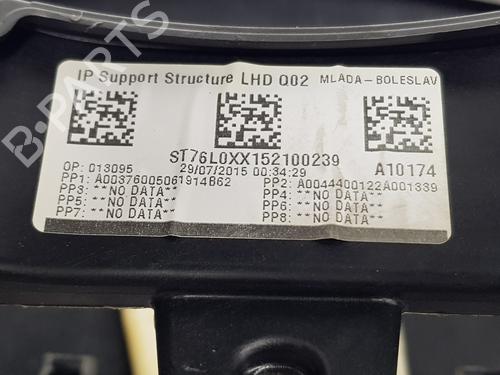 IP Support Structure LHD Q02 MLADA-BOLESLAV
ST76L0XX152100239
OP: 013095 29/07/2015 00:34:29 A10174
PP1: A00376005061914B62 PP2: A0044400122A001339
PP3: **NO DATA** PP4: **NO DATA**
PP5: **NO DATA** PP6: **NO DATA**
PP7: **NO DATA** PP8: **NO DATA**
B-PARTS